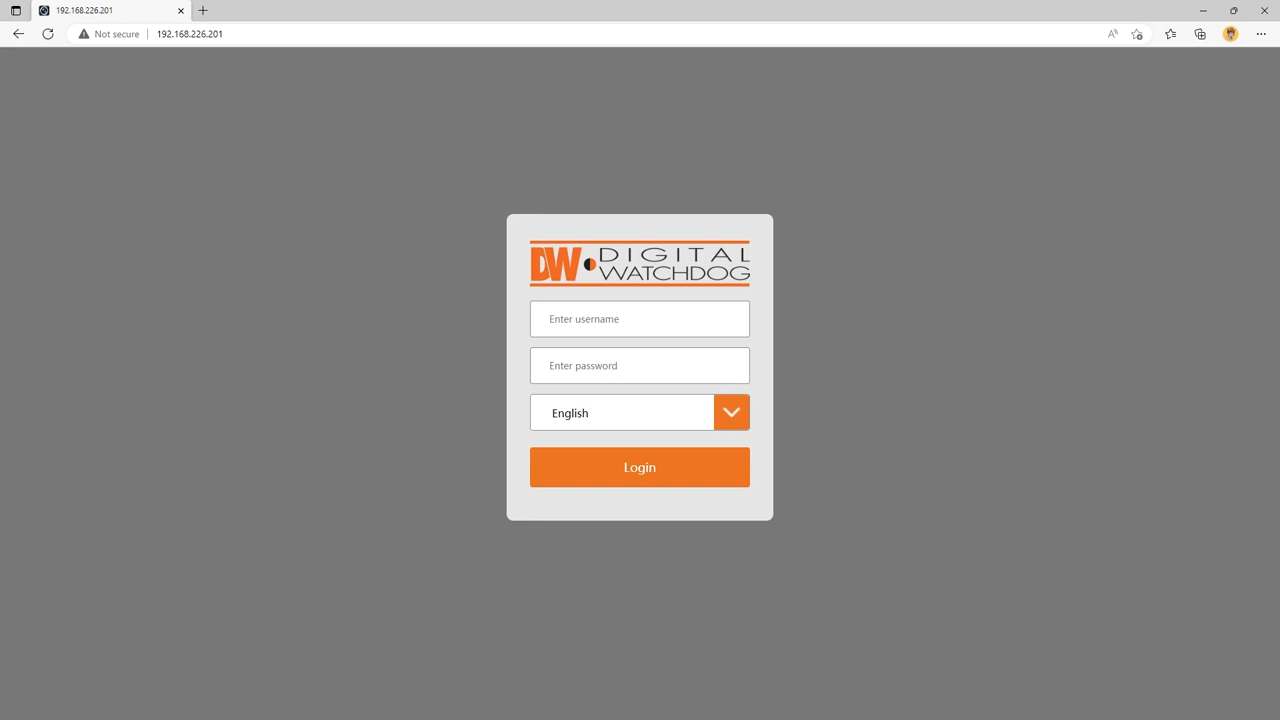 192.168.226.201
Not secure
192.168.226.201
DW DIGITAL
WATCHDOG
Enter username
Enter password
English
Login